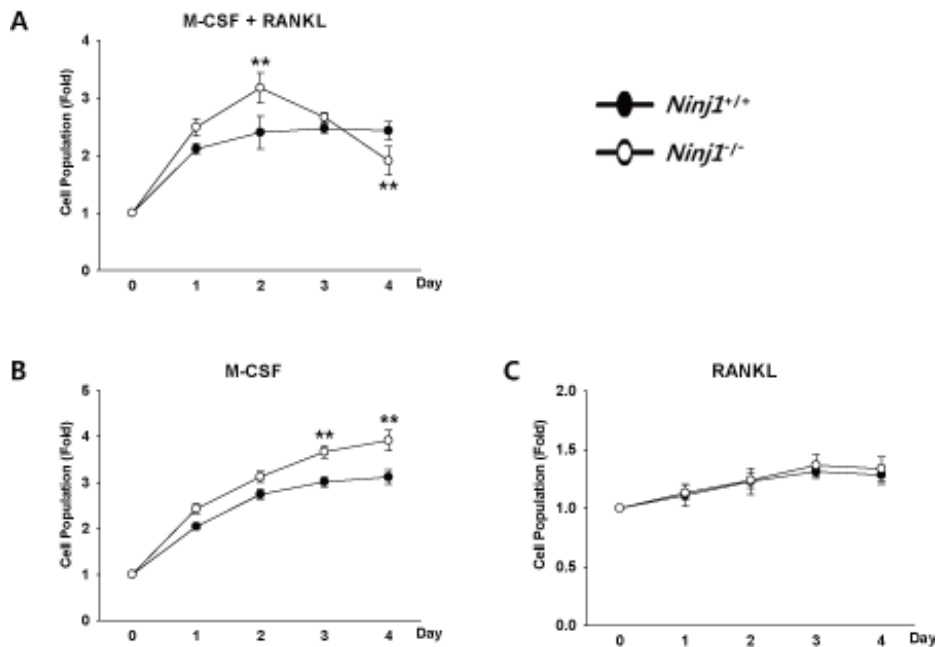 A
M-CSF + RANKL
Cell Population (Fold)
4
3
2
1
0
**
**
0 1 2 3 4 Day
Ninj1+/+
Ninj1-/-
B
M-CSF
Cell Population (Fold)
5
4
3
2
1
0
** **
0 1 2 3 4 Day
C
RANKL
Cell Population (Fold)
2.0
1.5
1.0
0.5
0.0
0 1 2 3 4 Day